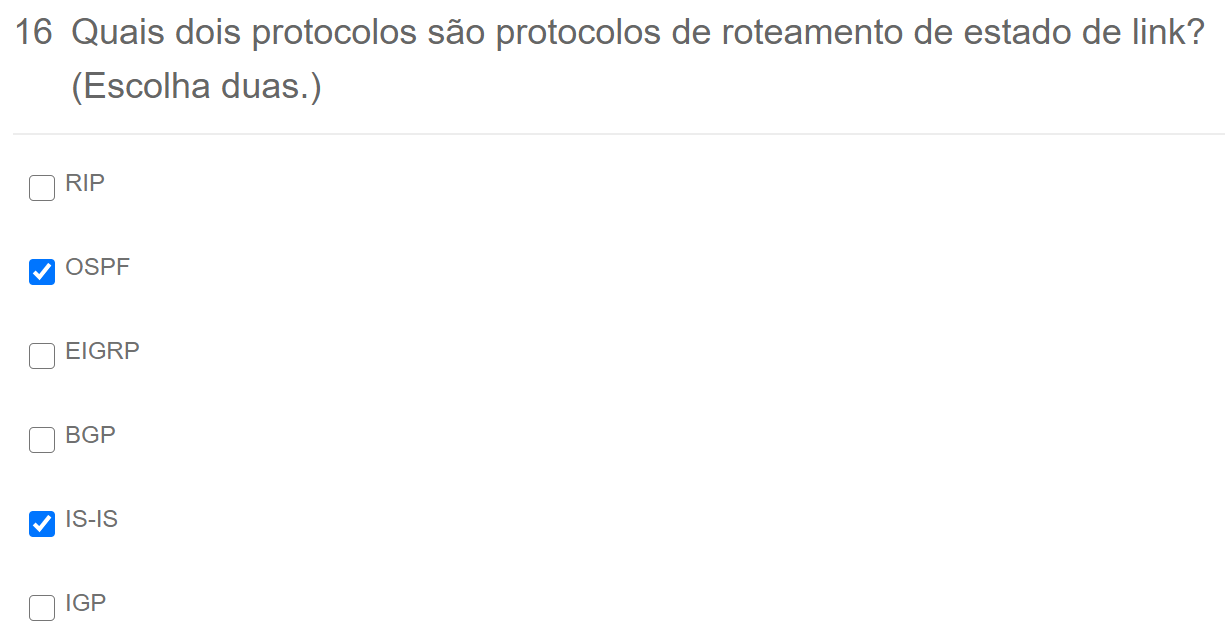 16 Quais dois protocolos são protocolos de roteamento de estado de link?
(Escolha duas.)
RIP
OSPF
EIGRP
BGP
IS-IS
IGP